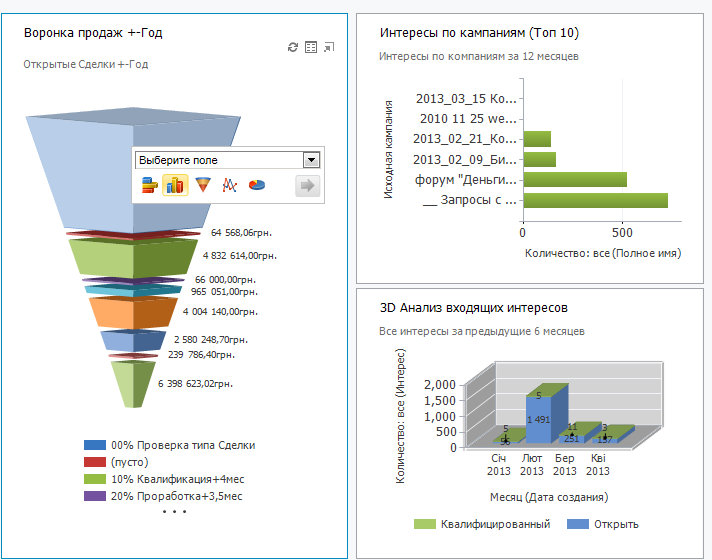 Воронка продаж +-Год
Открытые Сделки +-Год
Выберите поле
64 568,06грн.
4 832 614,00грн.
66 000,00грн.
965 051,00грн.
4 004 140,00грн.
2 580 248,70грн.
239 786,40грн.
6 398 623,02грн.
00% Проверка типа Сделки
(пусто)
10% Квалификация+4мес
20% Проработка+3,5мес
• • •
Интересы по кампаниям (Топ 10)
Интересы по компаниям за 12 месяцев
Исходная кампания
2013_03_15 Ко...
2010 11 25 we...
2013_02_21_Ко...
2013_02_09_Би...
форум "Деньги...
__ Запросы с ...
0 500
Количество: все (Полное имя)
3D Анализ входящих интересов
Все интересы за предыдущие 6 месяцев
Количество: все (Интерес)
2,000
1,500
1,000
500
0
5 5 11 3
1 491 251 137
Січ Лют Бер Кві
2013 2013 2013 2013
Месяц (Дата создания)
Квалифицированный Открыть